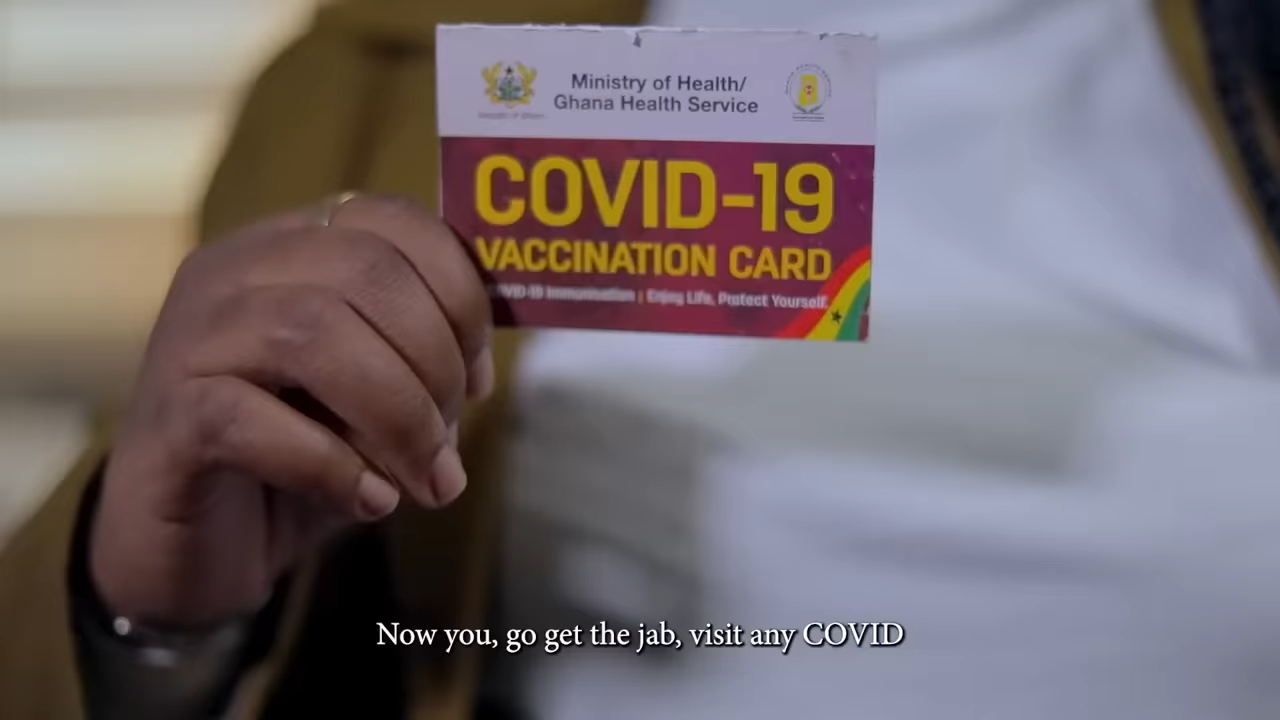 Ministry of Health/
Ghana Health Service
COVID-19
VACCINATION CARD
COVID-19 Immunisation | Enjoy Life, Protect Yourself.
Now you, go get the jab, visit any COVID